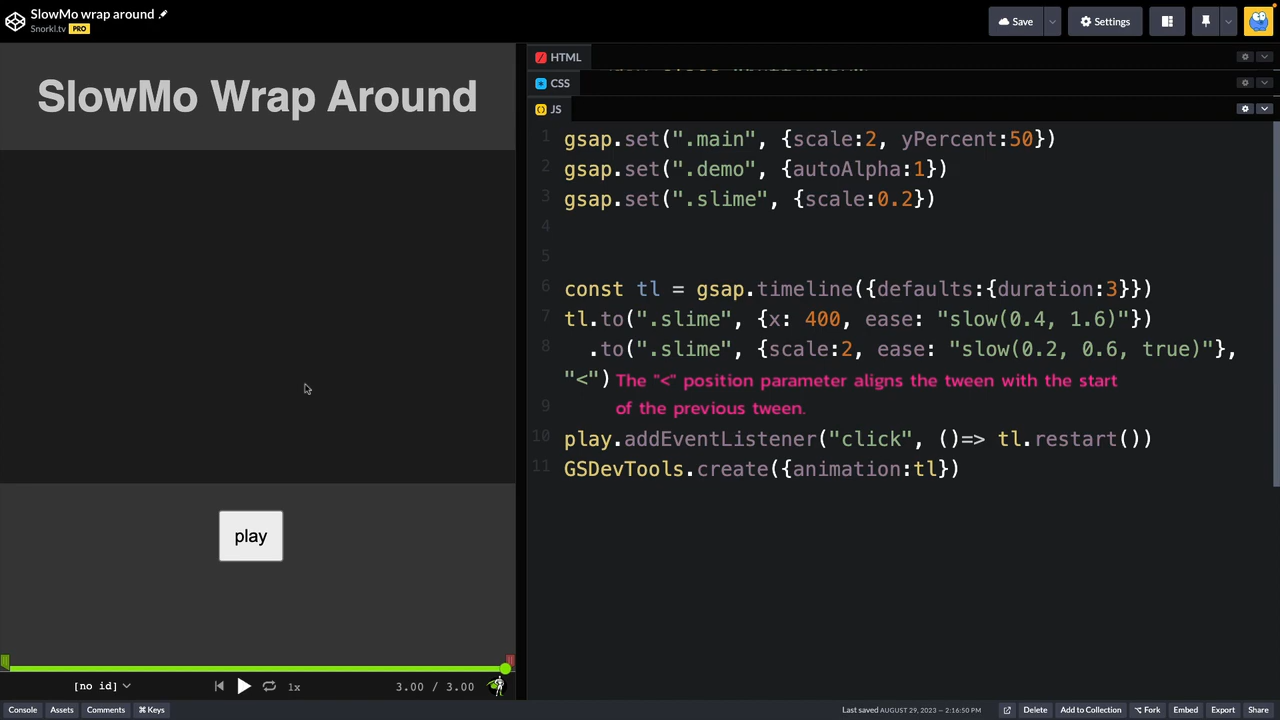 SlowMo wrap around
Snorkl.tv PRO
Save
Settings
SlowMo Wrap Around
HTML
CSS
JS
1 gsap.set(".main", {scale:2, yPercent:50})
2 gsap.set(".demo", {autoAlpha:1})
3 gsap.set(".slime", {scale:0.2})
4
5
6 const tl = gsap.timeline({defaults:{duration:3}})
7 tl.to(".slime", {x: 400, ease: "slow(0.4, 1.6)"})
8 .to(".slime", {scale:2, ease: "slow(0.2, 0.6, true)"},
"<") The "<" position parameter aligns the tween with the start
9 of the previous tween.
10 play.addEventListener("click", ()=> tl.restart())
11 GSDevTools.create({animation:tl})
play
[no id] 1x 3.00 / 3.00
Console Assets Comments ⌘ Keys
Last saved AUGUST 29, 2023 — 2:16:50 PM Delete Add to Collection Fork Embed Export Share